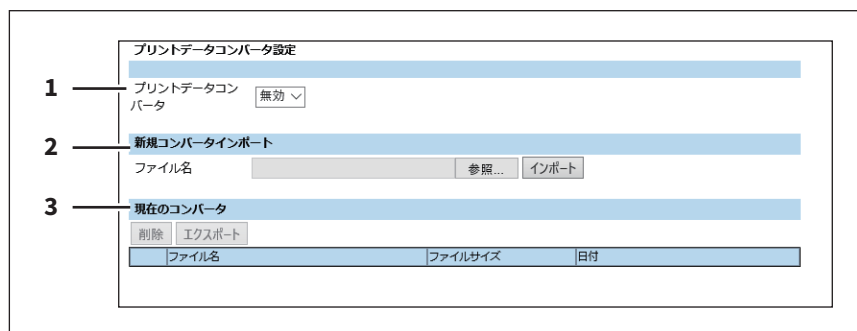 プリントデータコンバータ設定
1
プリントデータコン
バータ
無効
2
新規コンバータインポート
ファイル名
参照...
インポート
3
現在のコンバータ
削除
エクスポート
ファイル名
ファイルサイズ
日付